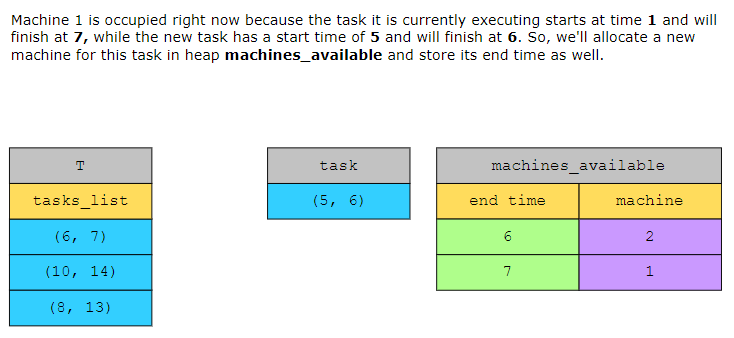 Machine 1 is occupied right now because the task it is currently executing starts at time 1 and will
finish at 7, while the new task has a start time of 5 and will finish at 6. So, we'll allocate a new
machine for this task in heap machines_available and store its end time as well.
T
tasks_list
(6, 7)
(10, 14)
(8, 13)
task
(5, 6)
machines_available
end time machine
6 2
7 1